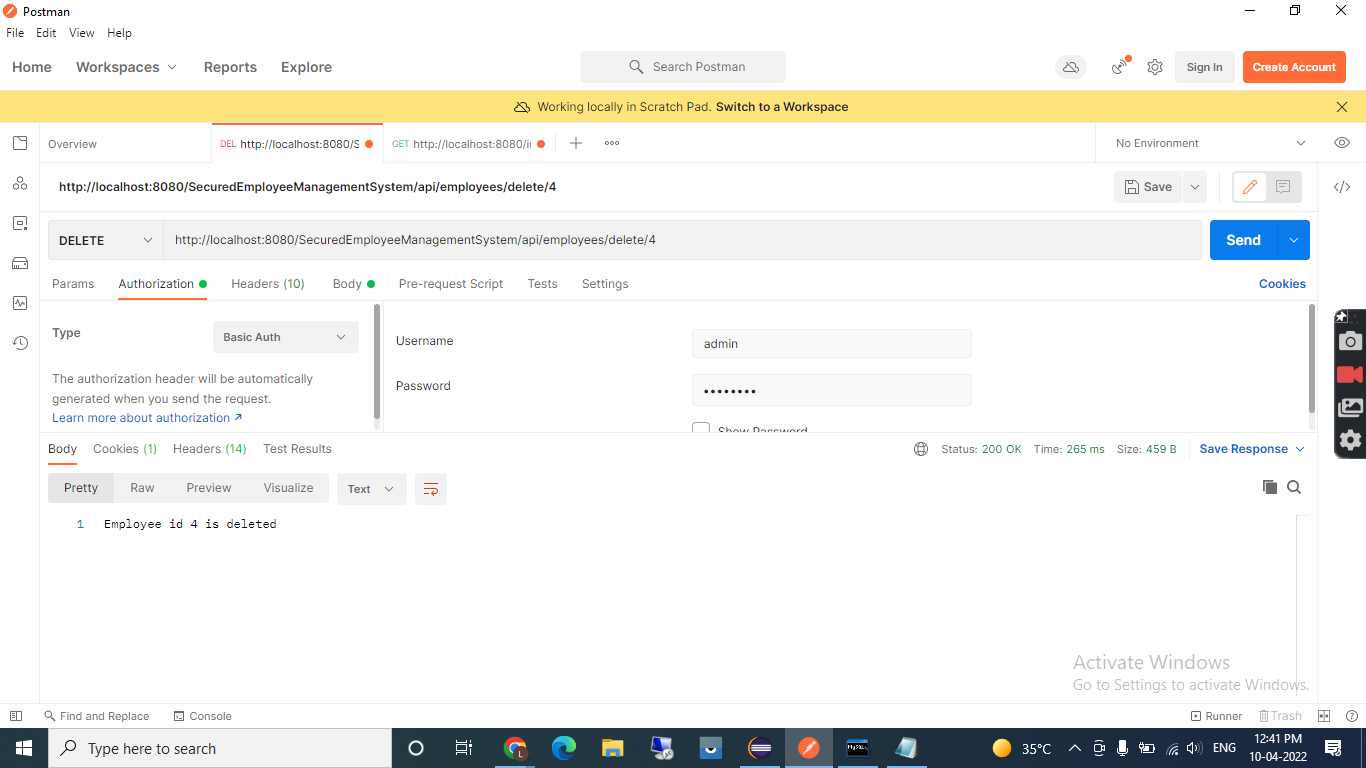 Postman
File Edit View Help
Home Workspaces Reports Explore Search Postman Sign In Create Account
Working locally in Scratch Pad. Switch to a Workspace
Overview DEL http://localhost:8080/S GET http://localhost:8080/i No Environment
http://localhost:8080/SecuredEmployeeManagementSystem/api/employees/delete/4 Save
DELETE http://localhost:8080/SecuredEmployeeManagementSystem/api/employees/delete/4 Send
Params Authorization Headers (10) Body Pre-request Script Tests Settings Cookies
Type Basic Auth
The authorization header will be automatically
generated when you send the request.
Learn more about authorization ↗
Username admin
Password ••••••••
Show Password
Body Cookies (1) Headers (14) Test Results Status: 200 OK Time: 265 ms Size: 459 B Save Response
Pretty Raw Preview Visualize Text
1 Employee id 4 is deleted
Activate Windows
Go to Settings to activate Windows.
Find and Replace Console Runner Trash
Type here to search L MySQL 35°C ENG 12:41 PM
10-04-2022